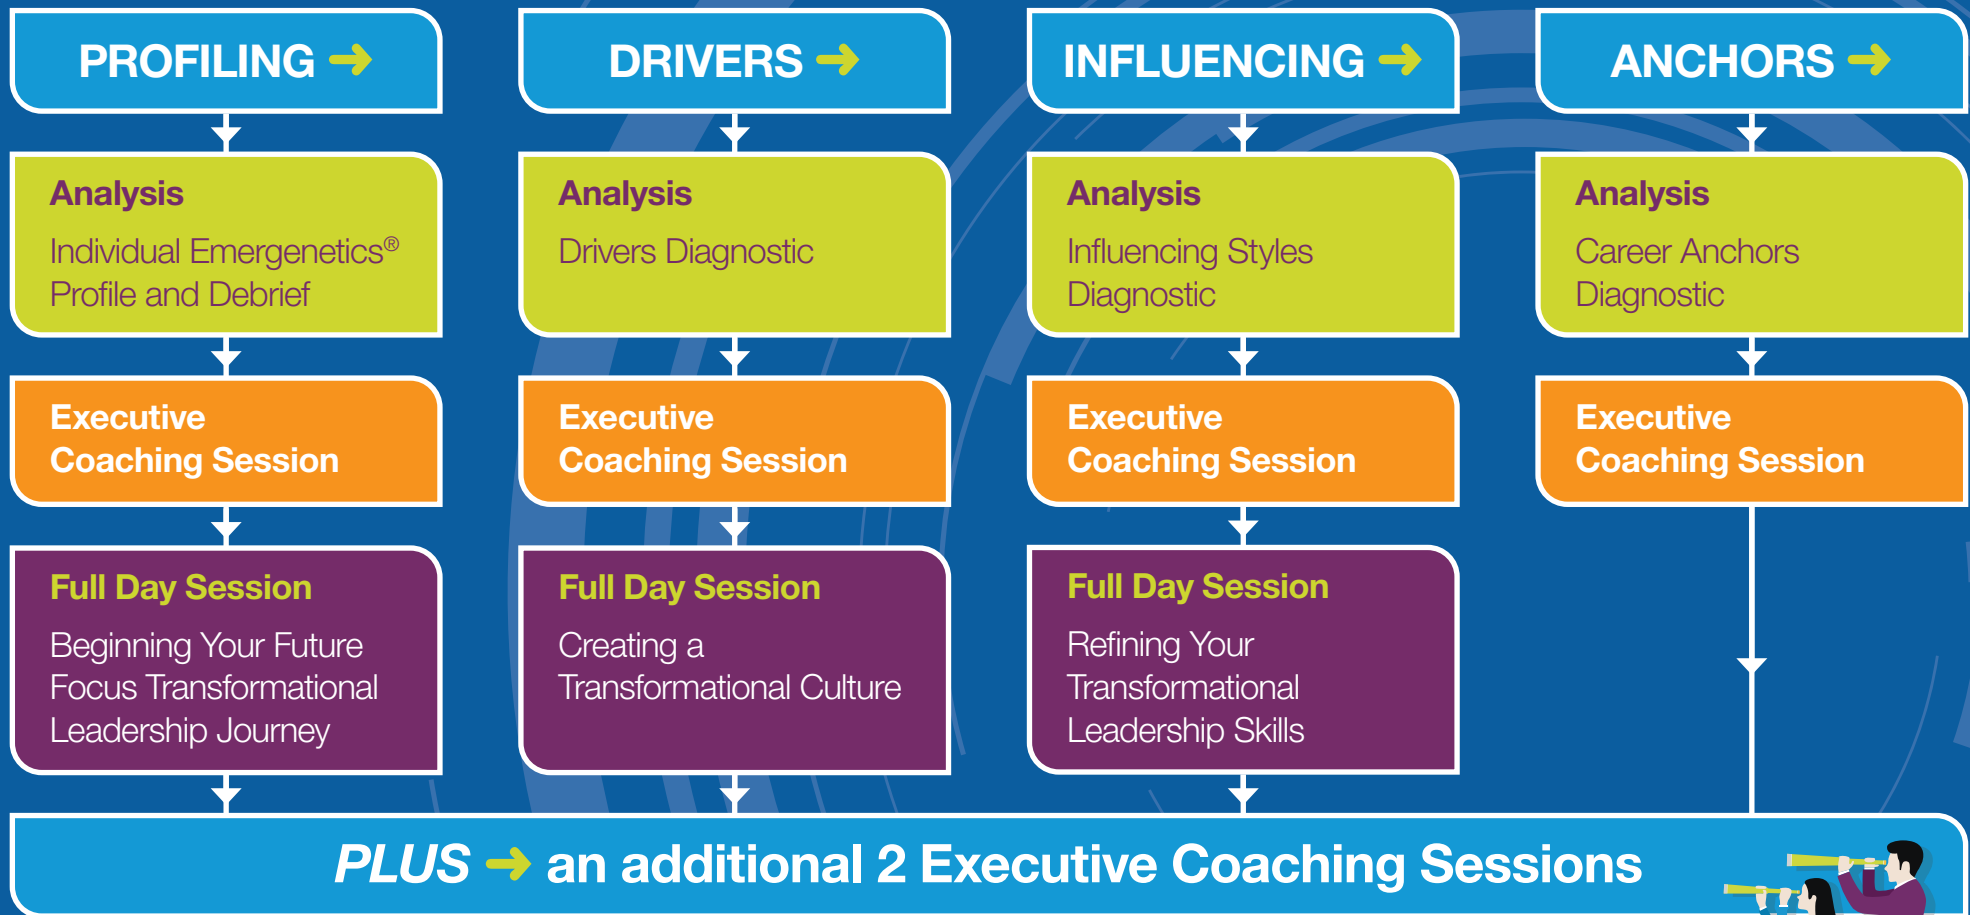 PROFILING ➜
Analysis
Individual Emergenetics®
Profile and Debrief
Executive
Coaching Session
Full Day Session
Beginning Your Future
Focus Transformational
Leadership Journey
DRIVERS ➜
Analysis
Drivers Diagnostic
Executive
Coaching Session
Full Day Session
Creating a
Transformational Culture
INFLUENCING ➜
Analysis
Influencing Styles
Diagnostic
Executive
Coaching Session
Full Day Session
Refining Your
Transformational
Leadership Skills
ANCHORS ➜
Analysis
Career Anchors
Diagnostic
Executive
Coaching Session
PLUS ➜ an additional 2 Executive Coaching Sessions